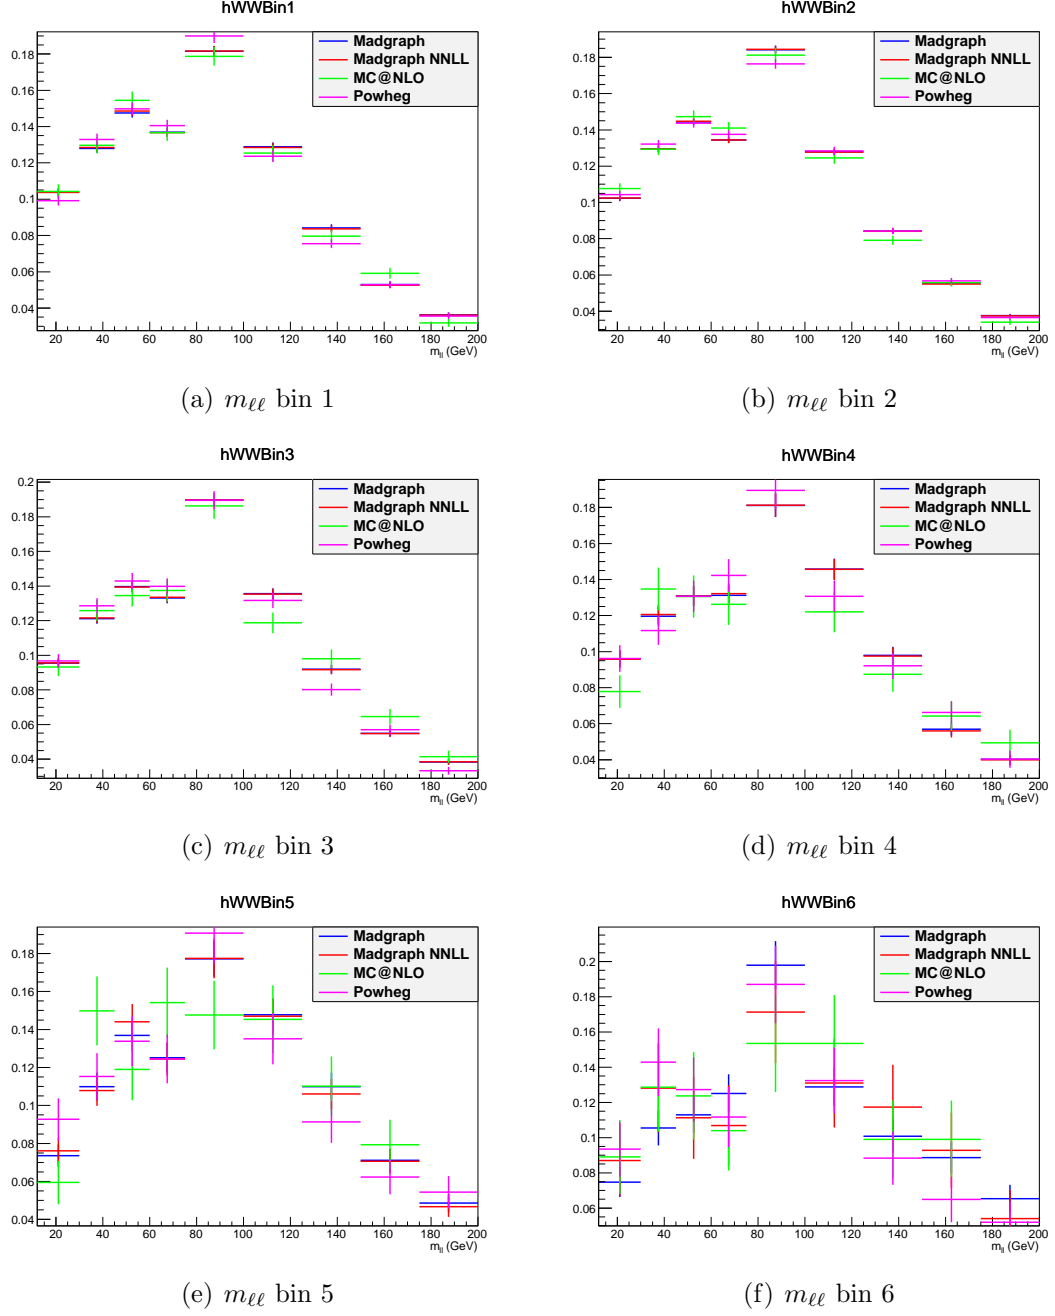 hWWBin1
0.18
0.16
0.14
0.12
0.1
0.08
0.06
0.04
20 40 60 80 100 120 140 160 180 200
m_ll (GeV)
Madgraph
Madgraph NNLL
MC@NLO
Powheg
(a) m_ℓℓ bin 1
hWWBin2
0.18
0.16
0.14
0.12
0.1
0.08
0.06
0.04
20 40 60 80 100 120 140 160 180 200
m_ll (GeV)
Madgraph
Madgraph NNLL
MC@NLO
Powheg
(b) m_ℓℓ bin 2
hWWBin3
0.2
0.18
0.16
0.14
0.12
0.1
0.08
0.06
0.04
20 40 60 80 100 120 140 160 180 200
m_ll (GeV)
Madgraph
Madgraph NNLL
MC@NLO
Powheg
(c) m_ℓℓ bin 3
hWWBin4
0.18
0.16
0.14
0.12
0.1
0.08
0.06
0.04
20 40 60 80 100 120 140 160 180 200
m_ll (GeV)
Madgraph
Madgraph NNLL
MC@NLO
Powheg
(d) m_ℓℓ bin 4
hWWBin5
0.18
0.16
0.14
0.12
0.1
0.08
0.06
0.04
20 40 60 80 100 120 140 160 180 200
m_ll (GeV)
Madgraph
Madgraph NNLL
MC@NLO
Powheg
(e) m_ℓℓ bin 5
hWWBin6
0.2
0.18
0.16
0.14
0.12
0.1
0.08
0.06
20 40 60 80 100 120 140 160 180 200
m_ll (GeV)
Madgraph
Madgraph NNLL
MC@NLO
Powheg
(f) m_ℓℓ bin 6